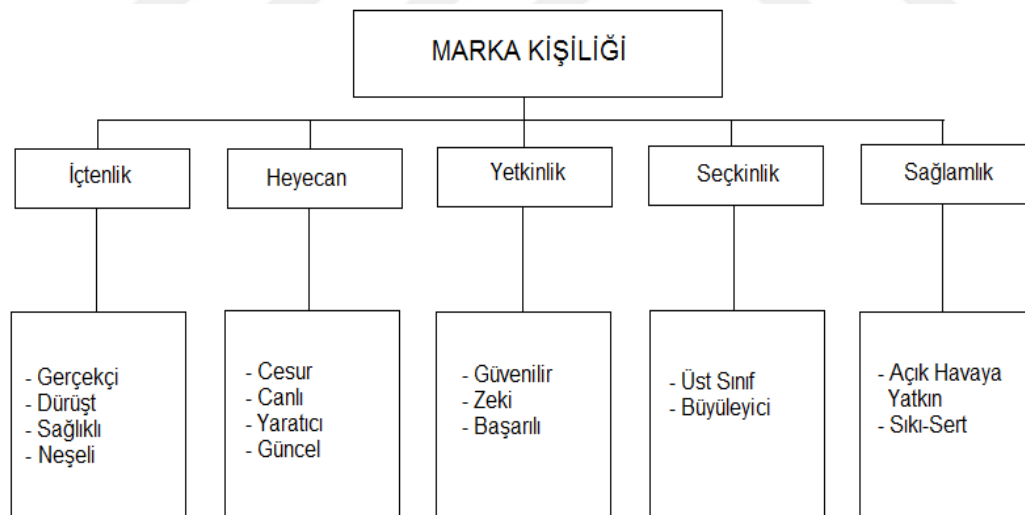 MARKA KİŞİLİĞİ
İçtenlik
Heyecan
Yetkinlik
Seçkinlik
Sağlamlık
- Gerçekçi
- Dürüşt
- Sağlıklı
- Neşeli
- Cesur
- Canlı
- Yaratıcı
- Güncel
- Güvenilir
- Zeki
- Başarılı
- Üst Sınıf
- Büyüleyici
- Açık Havaya
Yatkın
- Sıkı-Sert